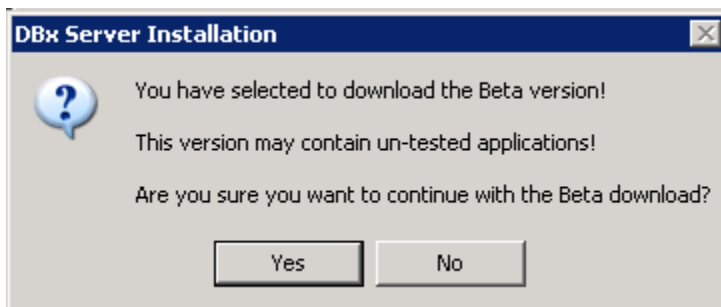 DBx Server Installation
You have selected to download the Beta version!
This version may contain un-tested applications!
Are you sure you want to continue with the Beta download?
Yes
No